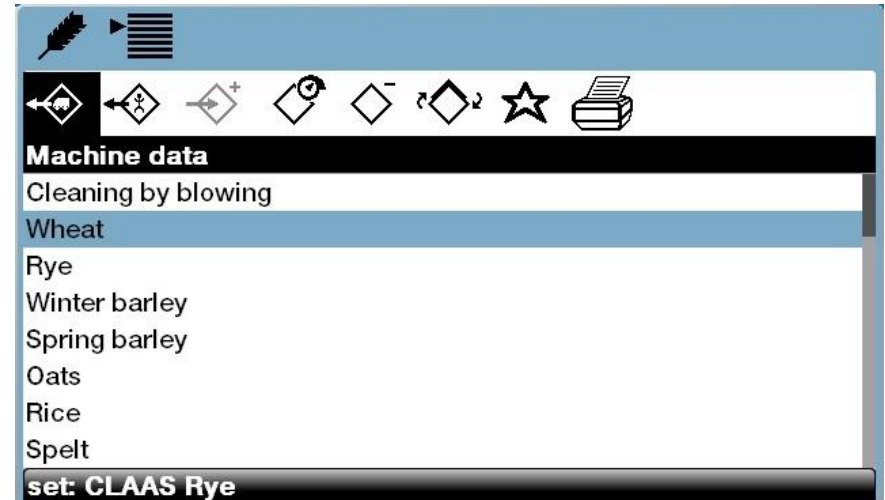 Machine data
Cleaning by blowing
Wheat
Rye
Winter barley
Spring barley
Oats
Rice
Spelt
set: CLAAS Rye